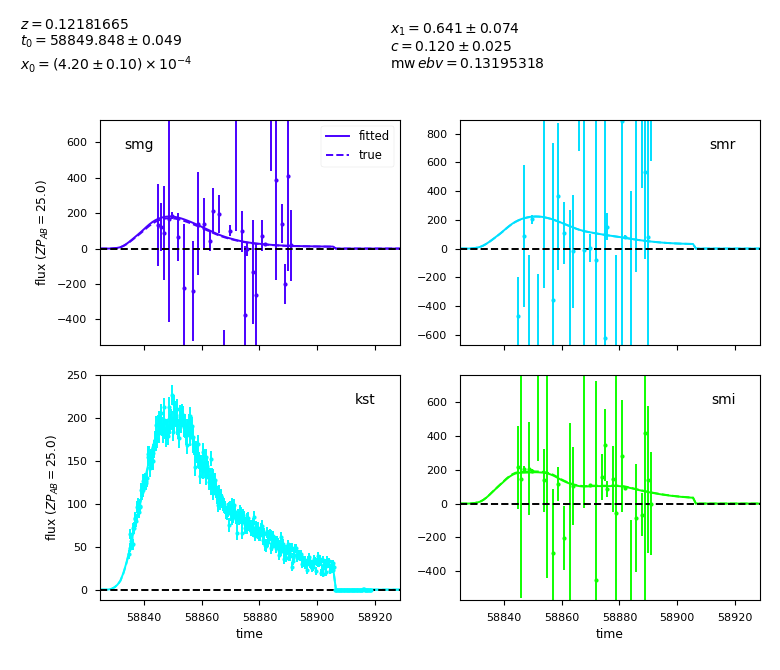 z = 0.12181665
t₀ = 58849.848 ± 0.049
x₀ = (4.20 ± 0.10) × 10⁻⁴
x₁ = 0.641 ± 0.074
c = 0.120 ± 0.025
mw ebv = 0.13195318
smg
fitted
true
600
400
200
0
−200
−400
flux (ZP_AB = 25.0)
smr
800
600
400
200
0
−200
−400
−600
kst
250
200
150
100
50
0
flux (ZP_AB = 25.0)
58840 58860 58880 58900 58920
time
smi
600
400
200
0
−200
−400
58840 58860 58880 58900 58920
time